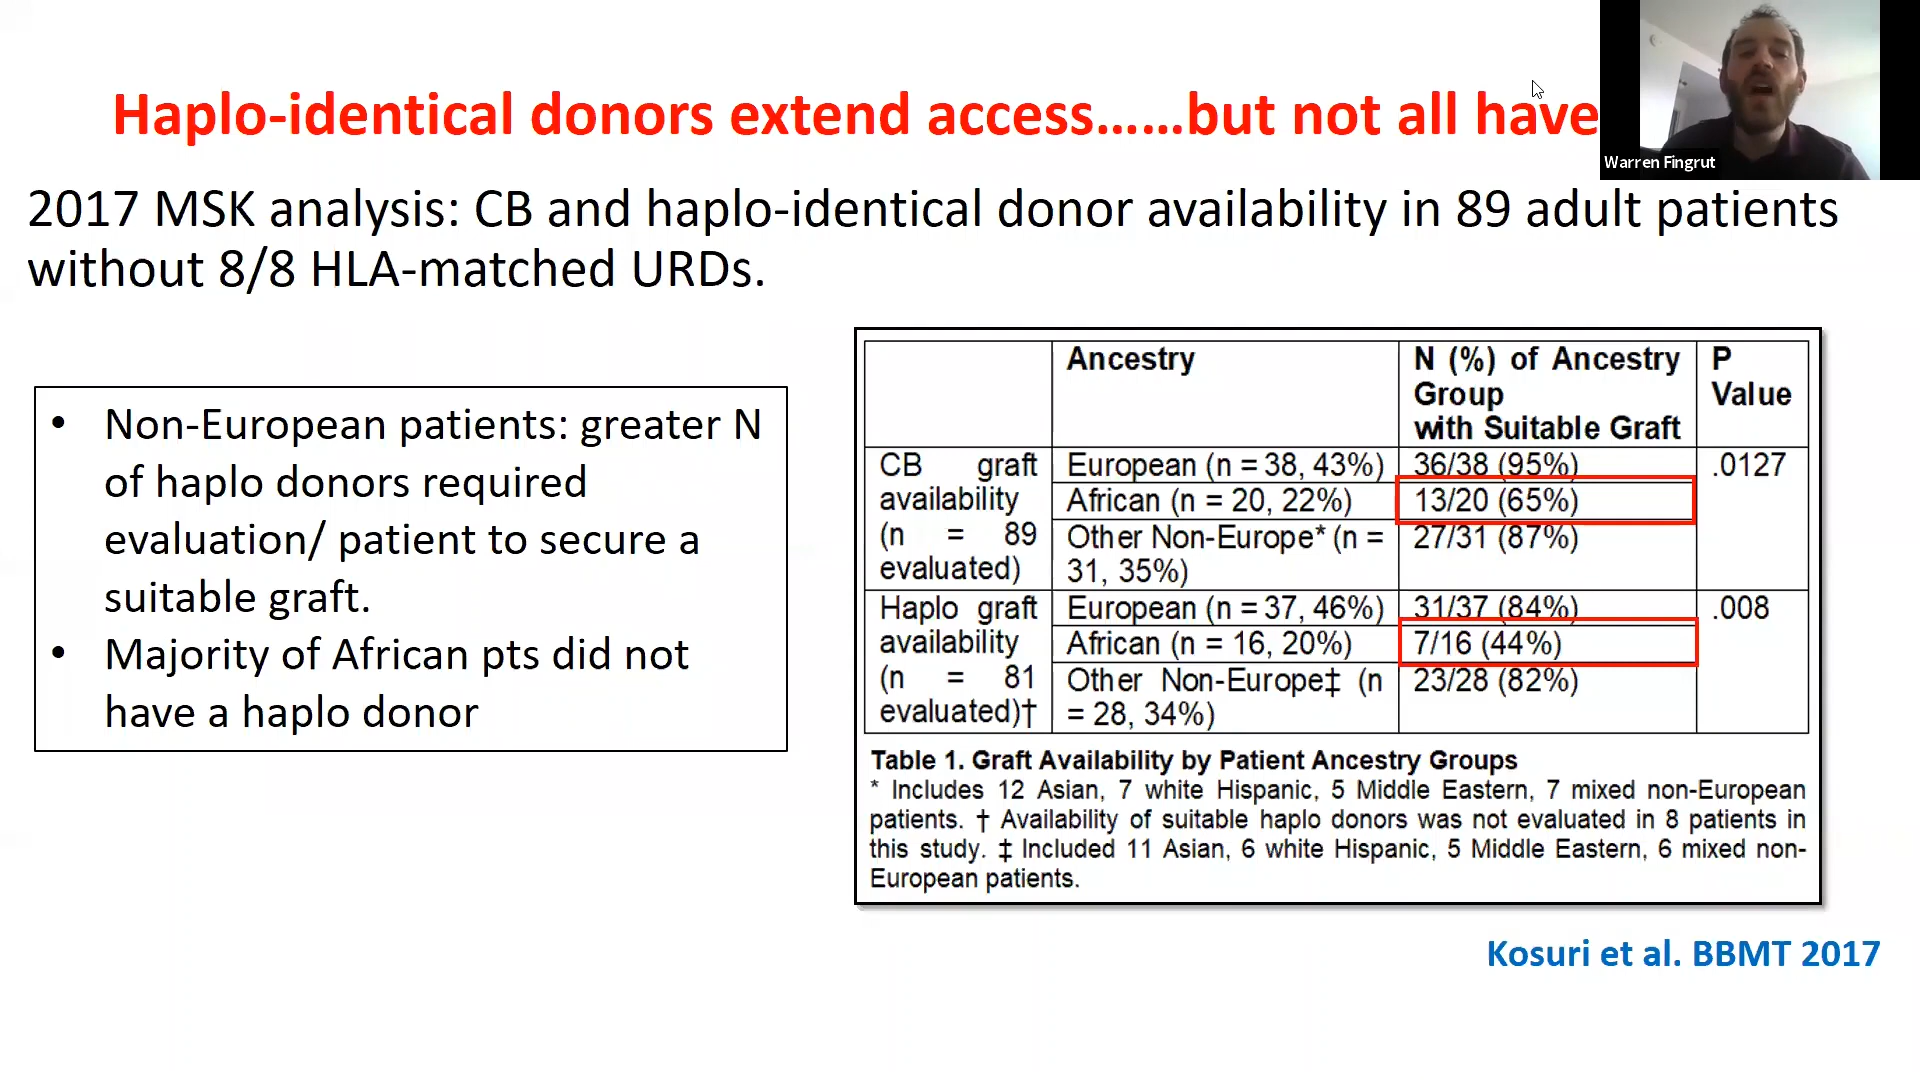 Haplo-identical donors extend access......but not all have
Warren Fingrut
2017 MSK analysis: CB and haplo-identical donor availability in 89 adult patients
without 8/8 HLA-matched URDs.
• Non-European patients: greater N
of haplo donors required
evaluation/ patient to secure a
suitable graft.
• Majority of African pts did not
have a haplo donor
Ancestry
N (%) of Ancestry
Group
with Suitable Graft
P
Value
CB graft
availability
(n = 89
evaluated)
European (n = 38, 43%)
36/38 (95%)
.0127
African (n = 20, 22%)
13/20 (65%)
Other Non-Europe* (n =
31, 35%)
27/31 (87%)
Haplo graft
availability
(n = 81
evaluated)†
European (n = 37, 46%)
31/37 (84%)
.008
African (n = 16, 20%)
7/16 (44%)
Other Non-Europe‡ (n
= 28, 34%)
23/28 (82%)
Table 1. Graft Availability by Patient Ancestry Groups
* Includes 12 Asian, 7 white Hispanic, 5 Middle Eastern, 7 mixed non-European
patients. † Availability of suitable haplo donors was not evaluated in 8 patients in
this study. ‡ Included 11 Asian, 6 white Hispanic, 5 Middle Eastern, 6 mixed non-
European patients.
Kosuri et al. BBMT 2017